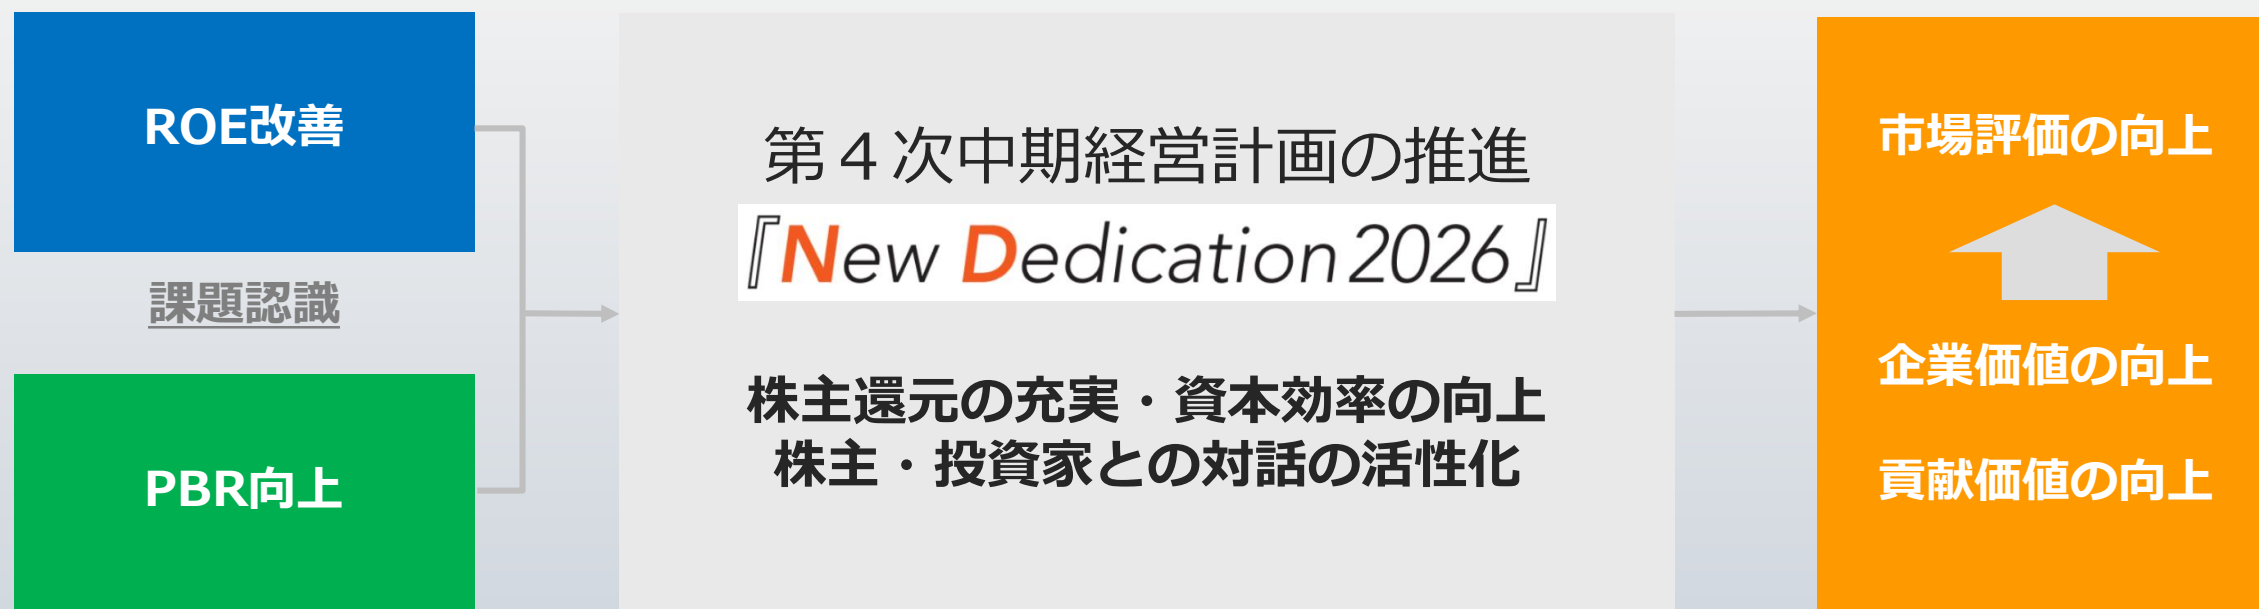 ROE改善
課題認識
PBR向上
第４次中期経営計画の推進
『New Dedication 2026』
株主還元の充実・資本効率の向上
株主・投資家との対話の活性化
市場評価の向上
企業価値の向上
貢献価値の向上